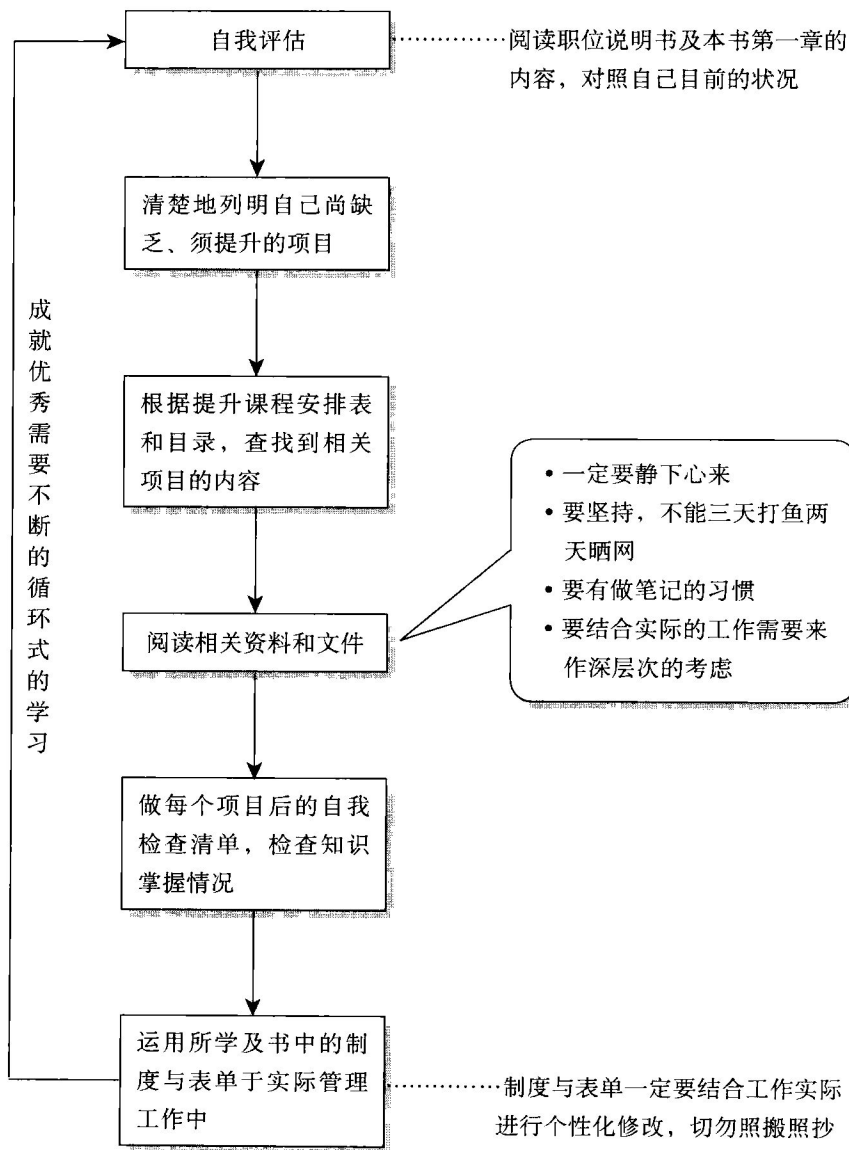 自我评估
阅读职位说明书及本书第一章的
内容，对照自己目前的状况
清楚地列明自己尚缺
乏、须提升的项目
根据提升课程安排表
和目录，查找到相关
项目的内容
阅读相关资料和文件
• 一定要静下心来
• 要坚持，不能三天打鱼两
天晒网
• 要有做笔记的习惯
• 要结合实际的工作需要来
作深层次的考虑
做每个项目后的自我
检查清单，检查知识
掌握情况
运用所学及书中的制
度与表单于实际管理
工作中
制度与表单一定要结合工作实际
进行个性化修改，切勿照搬照抄
成就优秀需要不断的循环式的学习